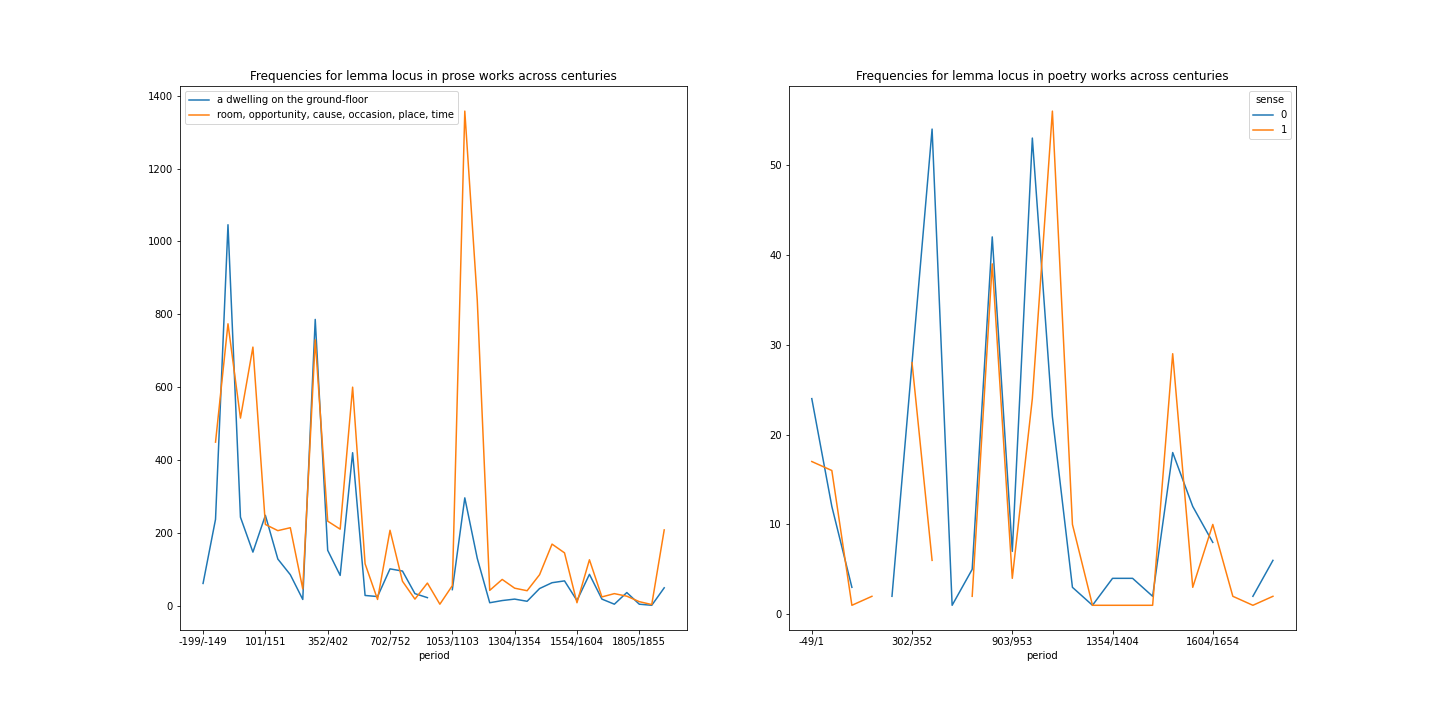 Frequencies for lemma locus in prose works across centuries
a dwelling on the ground-floor
room, opportunity, cause, occasion, place, time
1400
1200
1000
800
600
400
200
0
-199/-149 101/151 352/402 702/752 1053/1103 1304/1354 1554/1604 1805/1855
period
Frequencies for lemma locus in poetry works across centuries
sense
0
1
50
40
30
20
10
0
-49/1 302/352 903/953 1354/1404 1604/1654
period